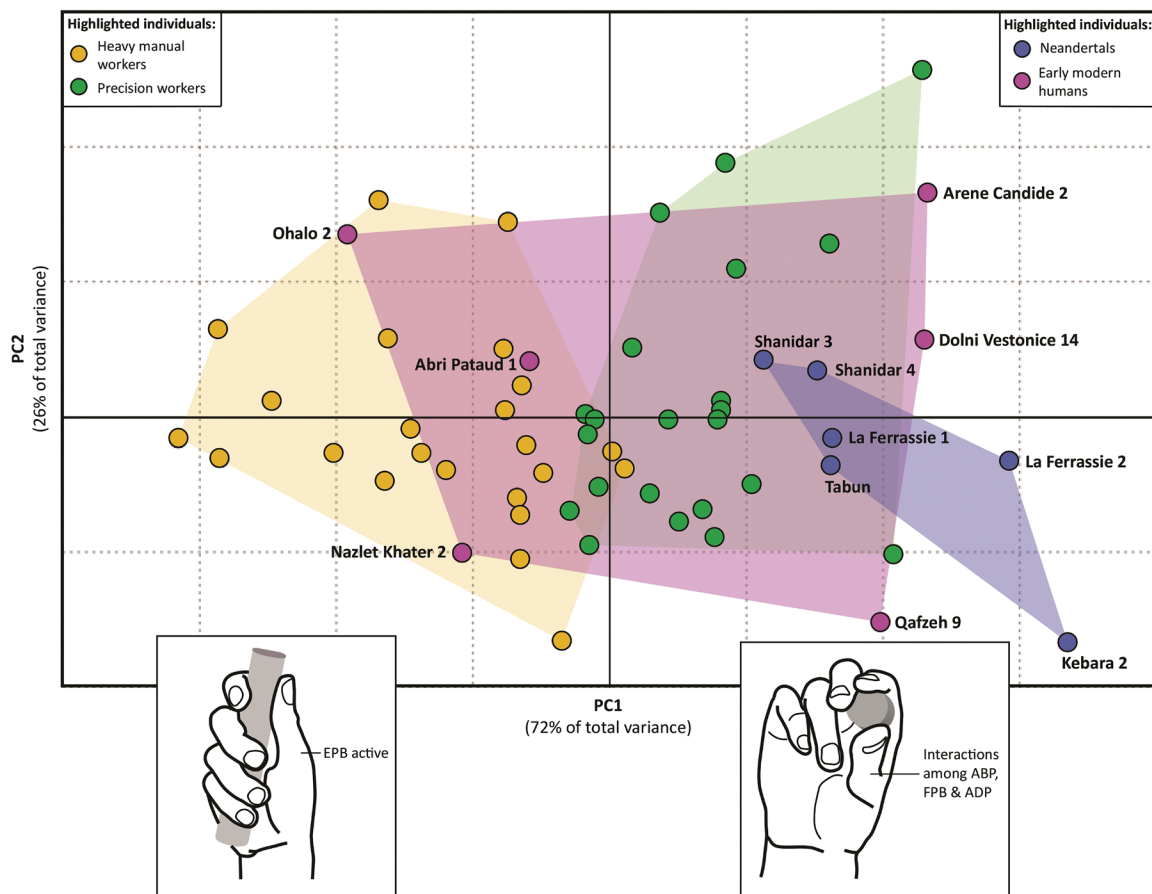 Highlighted individuals:
Heavy manual
workers
Precision workers
Highlighted individuals:
Neandertals
Early modern
humans
Arene Candide 2
Ohalo 2
Shanidar 3
Dolni Vestonice 14
Abri Pataud 1
Shanidar 4
PC2
(26% of total variance)
La Ferrassie 1
La Ferrassie 2
Tabun
Nazlet Khater 2
Qafzeh 9
Kebara 2
PC1
(72% of total variance)
EPB active
Interactions
among ABP,
FPB & ADP